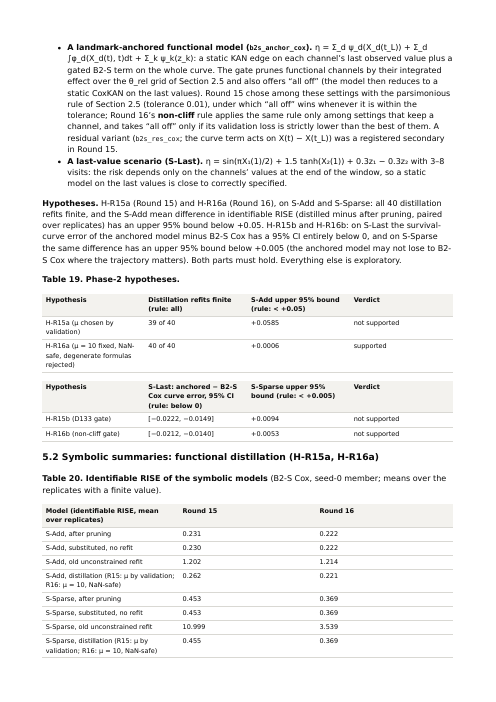 • A landmark-anchored functional model (b2s_anchor_cox). η = Σ_d ψ_d(X_d(t_L)) + Σ_d
∫φ_d(X_d(t), t)dt + Σ_k ψ_k(z_k): a static KAN edge on each channel's last observed value plus a
gated B2-S term on the whole curve. The gate prunes functional channels by their integrated
effect over the θ_rel grid of Section 2.5 and also offers “all off” (the model then reduces to a
static CoxKAN on the last values). Round 15 chose among these settings with the parsimonious
rule of Section 2.5 (tolerance 0.01), under which “all off” wins whenever it is within the
tolerance; Round 16's non-cliff rule applies the same rule only among settings that keep a
channel, and takes “all off” only if its validation loss is strictly lower than the best of them. A
residual variant (b2s_res_cox; the curve term acts on X(t) − X(t_L)) was a registered secondary
in Round 15.
• A last-value scenario (S-Last). η = sin(πX₁(1)/2) + 1.5 tanh(X₂(1)) + 0.3z₁ − 0.3z₂ with 3–8
visits: the risk depends only on the channels' values at the end of the window, so a static
model on the last values is close to correctly specified.
Hypotheses. H-R15a (Round 15) and H-R16a (Round 16), on S-Add and S-Sparse: all 40 distillation
refits finite, and the S-Add mean difference in identifiable RISE (distilled minus after pruning, paired
over replicates) has an upper 95% bound below +0.05. H-R15b and H-R16b: on S-Last the survival-
curve error of the anchored model minus B2-S Cox has a 95% CI entirely below 0, and on S-Sparse
the same difference has an upper 95% bound below +0.005 (the anchored model may not lose to B2-
S Cox where the trajectory matters). Both parts must hold. Everything else is exploratory.
Table 19. Phase-2 hypotheses.
Hypothesis Distillation refits finite (rule: all) S-Add upper 95% bound (rule: < +0.05) Verdict
H-R15a (μ chosen by validation) 39 of 40 +0.0585 not supported
H-R16a (μ = 10 fixed, NaN-safe, degenerate formulas rejected) 40 of 40 +0.0006 supported
Hypothesis S-Last: anchored − B2-S Cox curve error, 95% CI (rule: below 0) S-Sparse upper 95% bound (rule: < +0.005) Verdict
H-R15b (D133 gate) [−0.0222, −0.0149] +0.0094 not supported
H-R16b (non-cliff gate) [−0.0212, −0.0140] +0.0053 not supported
5.2 Symbolic summaries: functional distillation (H-R15a, H-R16a)
Table 20. Identifiable RISE of the symbolic models (B2-S Cox, seed-0 member; means over the
replicates with a finite value).
Model (identifiable RISE, mean over replicates) Round 15 Round 16
S-Add, after pruning 0.231 0.222
S-Add, substituted, no refit 0.230 0.222
S-Add, old unconstrained refit 1.202 1.214
S-Add, distillation (R15: μ by validation; R16: μ = 10, NaN-safe) 0.262 0.221
S-Sparse, after pruning 0.453 0.369
S-Sparse, substituted, no refit 0.453 0.369
S-Sparse, old unconstrained refit 10.999 3.539
S-Sparse, distillation (R15: μ by validation; R16: μ = 10, NaN-safe) 0.455 0.369